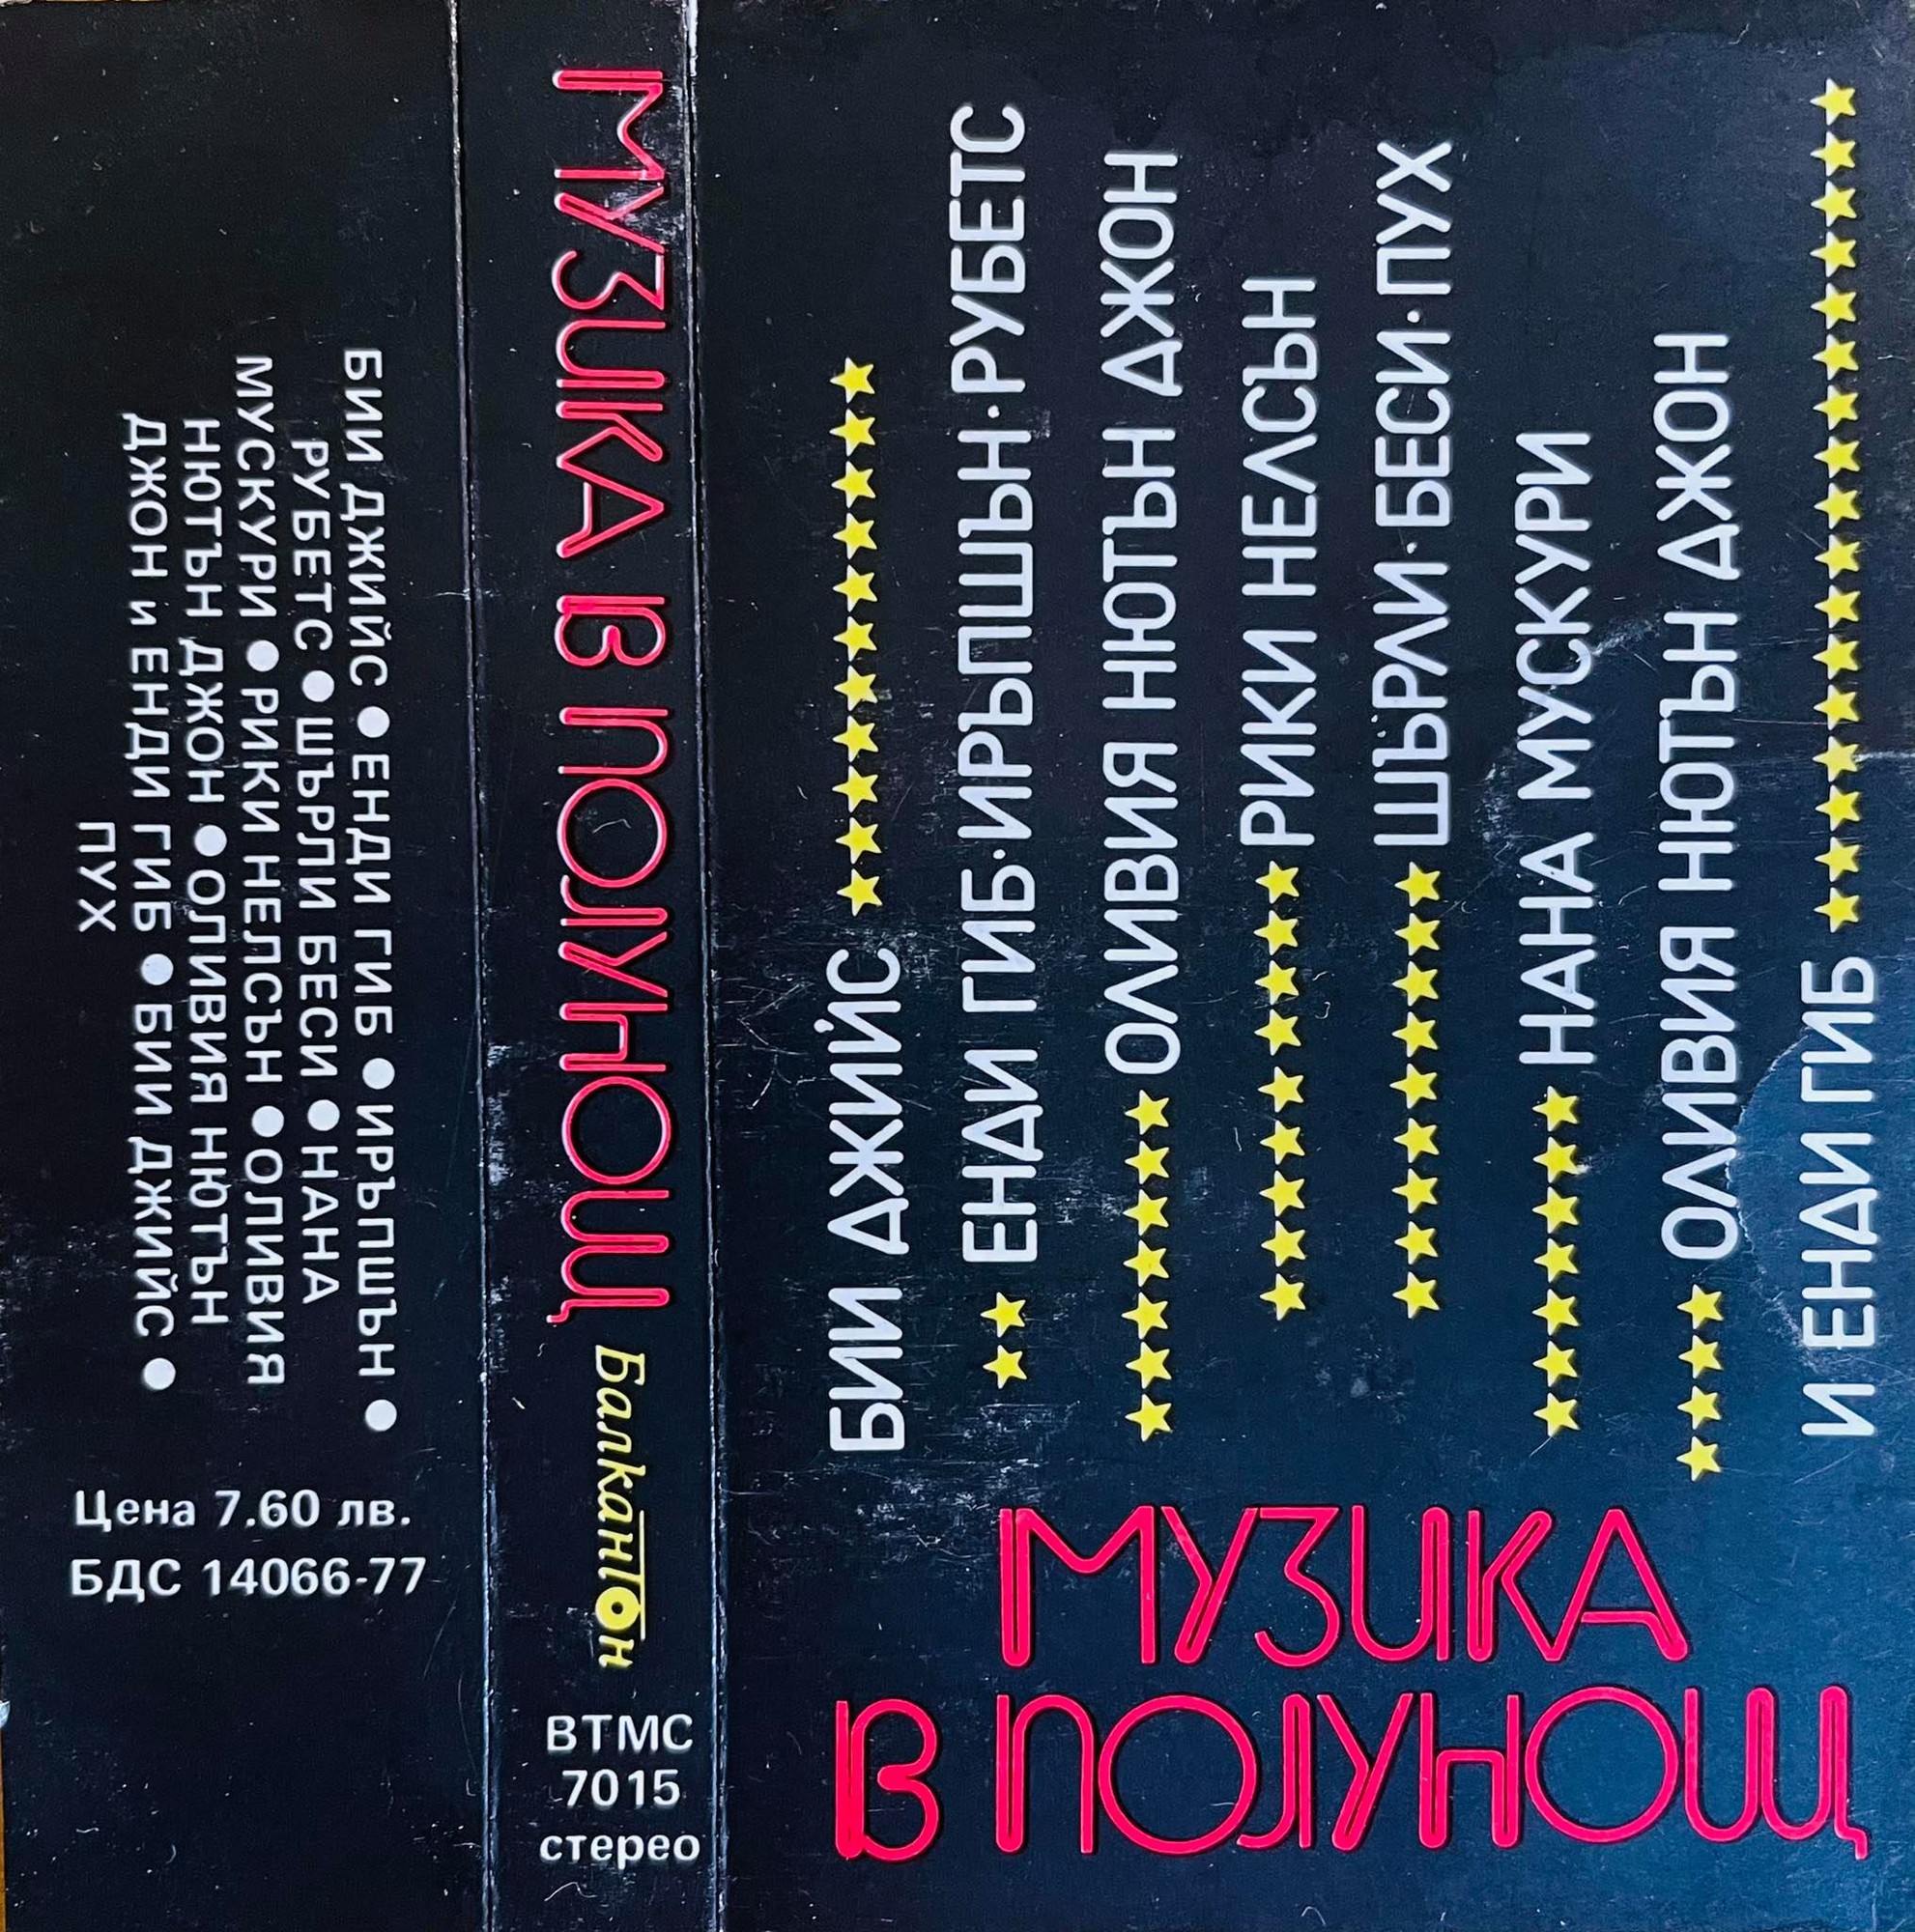 БИИ ДЖИЙС
ЕНДИ ГИБ·ИРЪПШЪН·РУБЕТС
ОЛИВИЯ НЮТЪН ДЖОН
РИКИ НЕЛСЪН
ШЪРЛИ·БЕСИ·ПУХ
НАНА МУСКУРИ
ОЛИВИЯ НЮТЪН ДЖОН
И ЕНДИ ГИБ
МУЗИКА
В ПОЛУНОЩ
МУЗИКА В ПОЛУНОЩ Балкантон
ВТМС
7015
стерео
БИИ ДЖИЙС ● ЕНДИ ГИБ ● ИРЪПШЪН ●
РУБЕТС ● ШЪРЛИ БЕСИ ● НАНА
МУСКУРИ ● РИКИ НЕЛСЪН ● ОЛИВИЯ
НЮТЪН ДЖОН ● ОЛИВИЯ НЮТЪН
ДЖОН и ЕНДИ ГИБ ● БИИ ДЖИЙС ●
ПУХ
Цена 7.60 лв.
БДС 14066-77